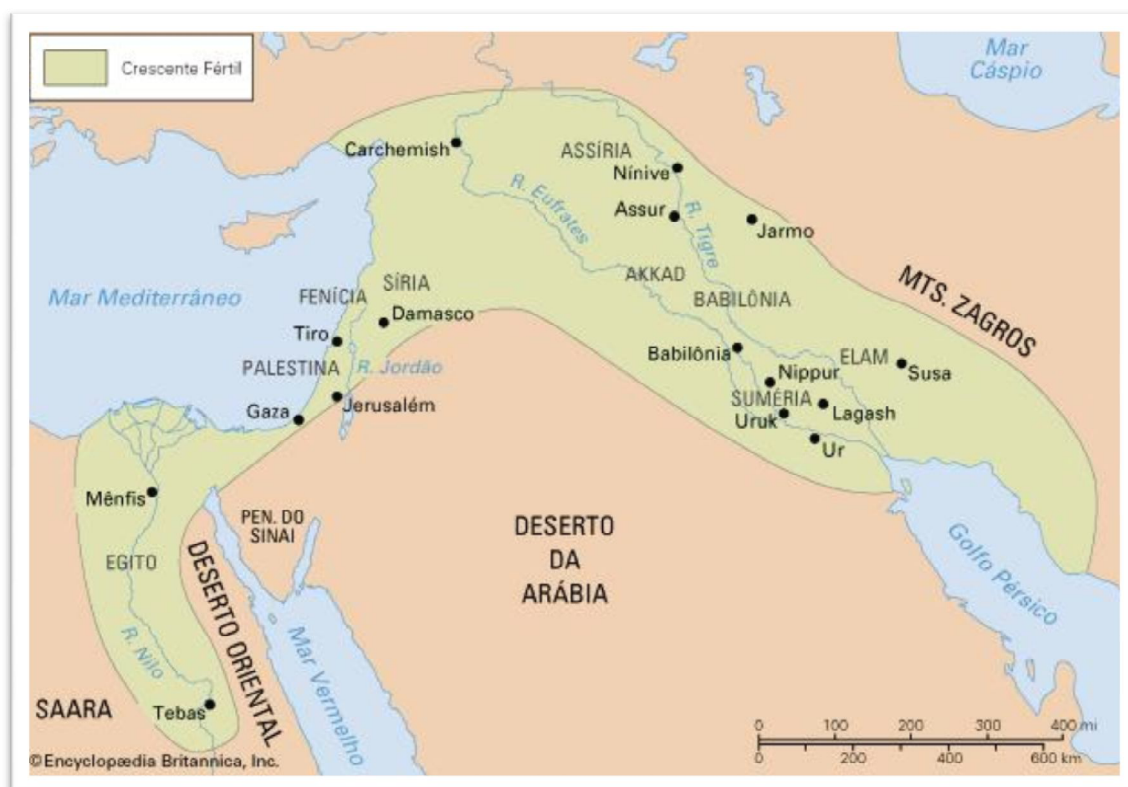 Crescente Fértil
Mar
Cáspio
Carchemish
ASSÍRIA
Nínive
R. Eufrates
Assur
R. Tigre
Jarmo
AKKAD
MTS. ZAGROS
Mar Mediterrâneo
SÍRIA
FENÍCIA
BABILÔNIA
Damasco
Tiro
Babilônia
ELAM
Susa
PALESTINA
R. Jordão
Nippur
SUMÉRIA
Jerusalém
Gaza
Uruk
Lagash
Ur
Mênfis
PEN. DO
SINAI
DESERTO
DA
ARÁBIA
Golfo Pérsico
EGITO
DESERTO ORIENTAL
R. Nilo
Mar Vermelho
SAARA
Tebas
0 100 200 300 400 mi
0 200 400 600 km
©Encyclopædia Britannica, Inc.